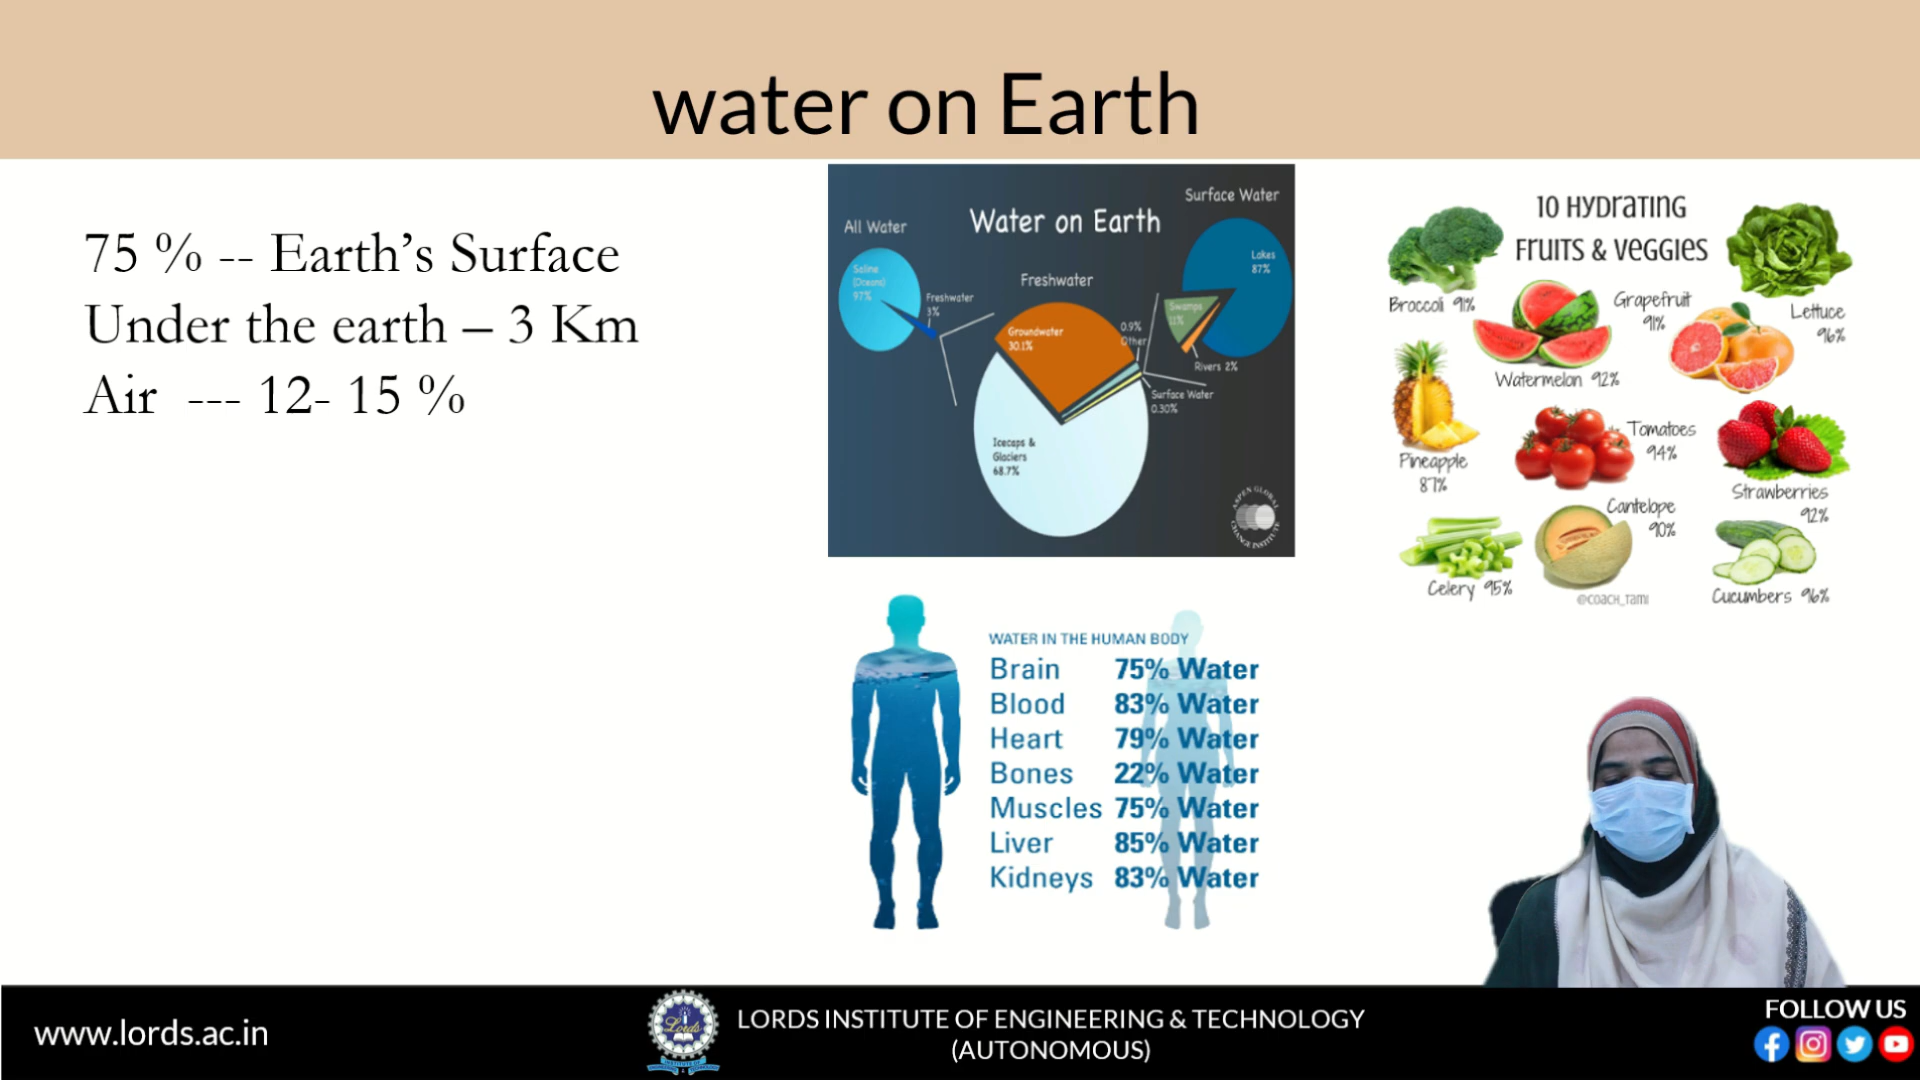 water on Earth
75 % -- Earth’s Surface
Under the earth – 3 Km
Air --- 12- 15 %
Water on Earth
All Water
Saline
(Oceans)
97%
Freshwater
3%
Freshwater
Groundwater
30.1%
0.9%
Other
Icecaps &
Glaciers
68.7%
Surface Water
Lakes
87%
Swamps
11%
Rivers 2%
Surface Water
0.30%
ASPEN GLOBAL
CHANGE INSTITUTE
10 HYDRATING
FRUITS & VEGGIES
Broccoli 91%
Grapefruit
91%
Lettuce
96%
Watermelon 92%
Pineapple
87%
Tomatoes
94%
Strawberries
92%
Cantelope
90%
Celery 95%
@COACH_TAMI
Cucumbers 96%
WATER IN THE HUMAN BODY
Brain 75% Water
Blood 83% Water
Heart 79% Water
Bones 22% Water
Muscles 75% Water
Liver 85% Water
Kidneys 83% Water
www.lords.ac.in
Lords
LORDS INSTITUTE OF ENGINEERING & TECHNOLOGY
(AUTONOMOUS)
FOLLOW US